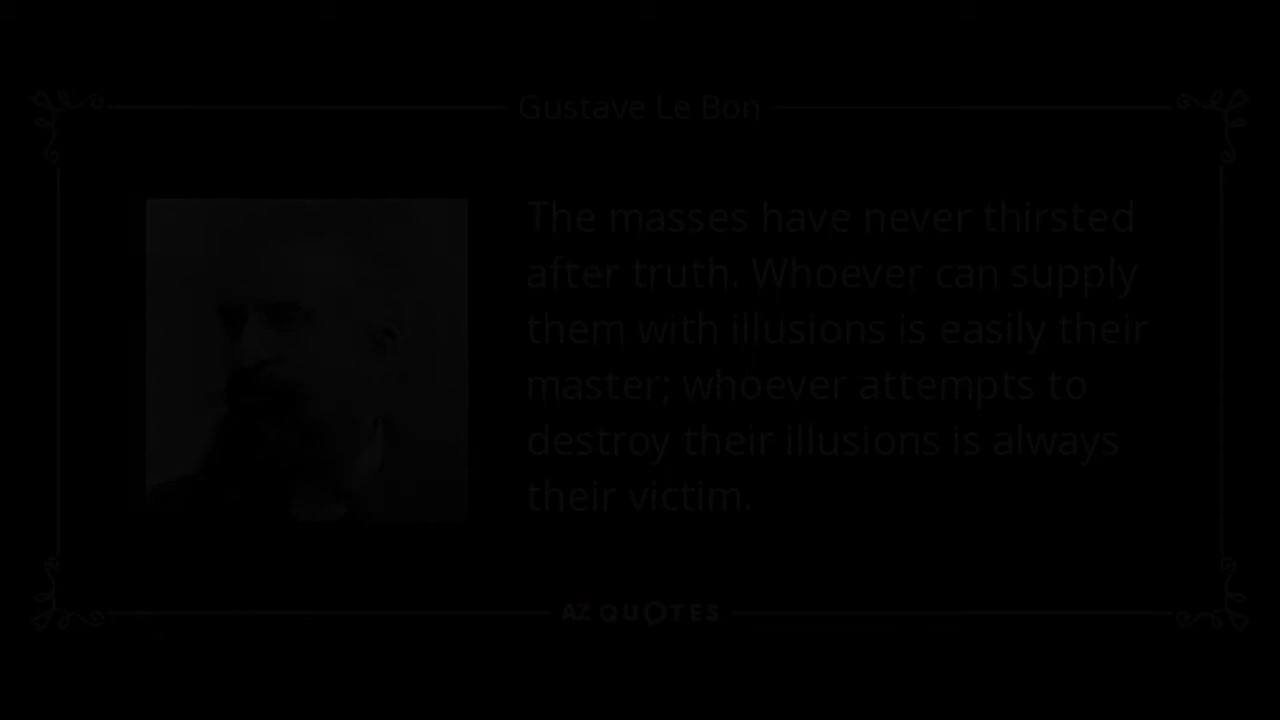 Gustave Le Bon
The masses have never thirsted
after truth. Whoever can supply
them with illusions is easily their
master; whoever attempts to
destroy their illusions is always
their victim.
AZ QUOTES